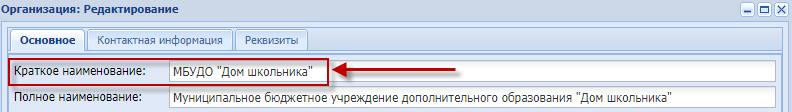 Организация: Редактирование
Основное Контактная информация Реквизиты
Краткое наименование: МБУДО "Дом школьника"
Полное наименование: Муниципальное бюджетное учреждение дополнительного образования "Дом школьника"